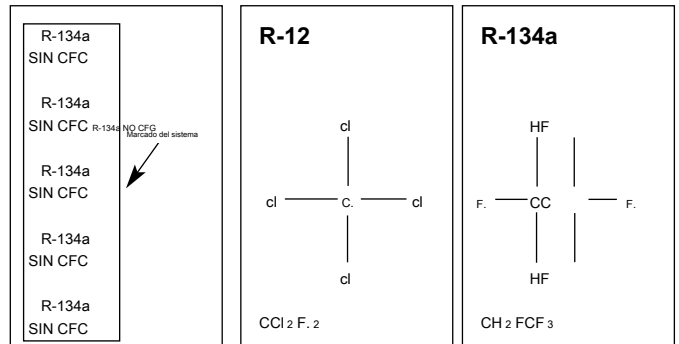 R-134a
SIN CFC
R-134a
SIN CFC R-134a NO CFG
Marcado del sistema
R-134a
SIN CFC
R-134a
SIN CFC
R-134a
SIN CFC
R-12
cl
cl C. cl
cl
CCl 2 F. 2
R-134a
HF
F. CC F.
HF
CH 2 FCF 3